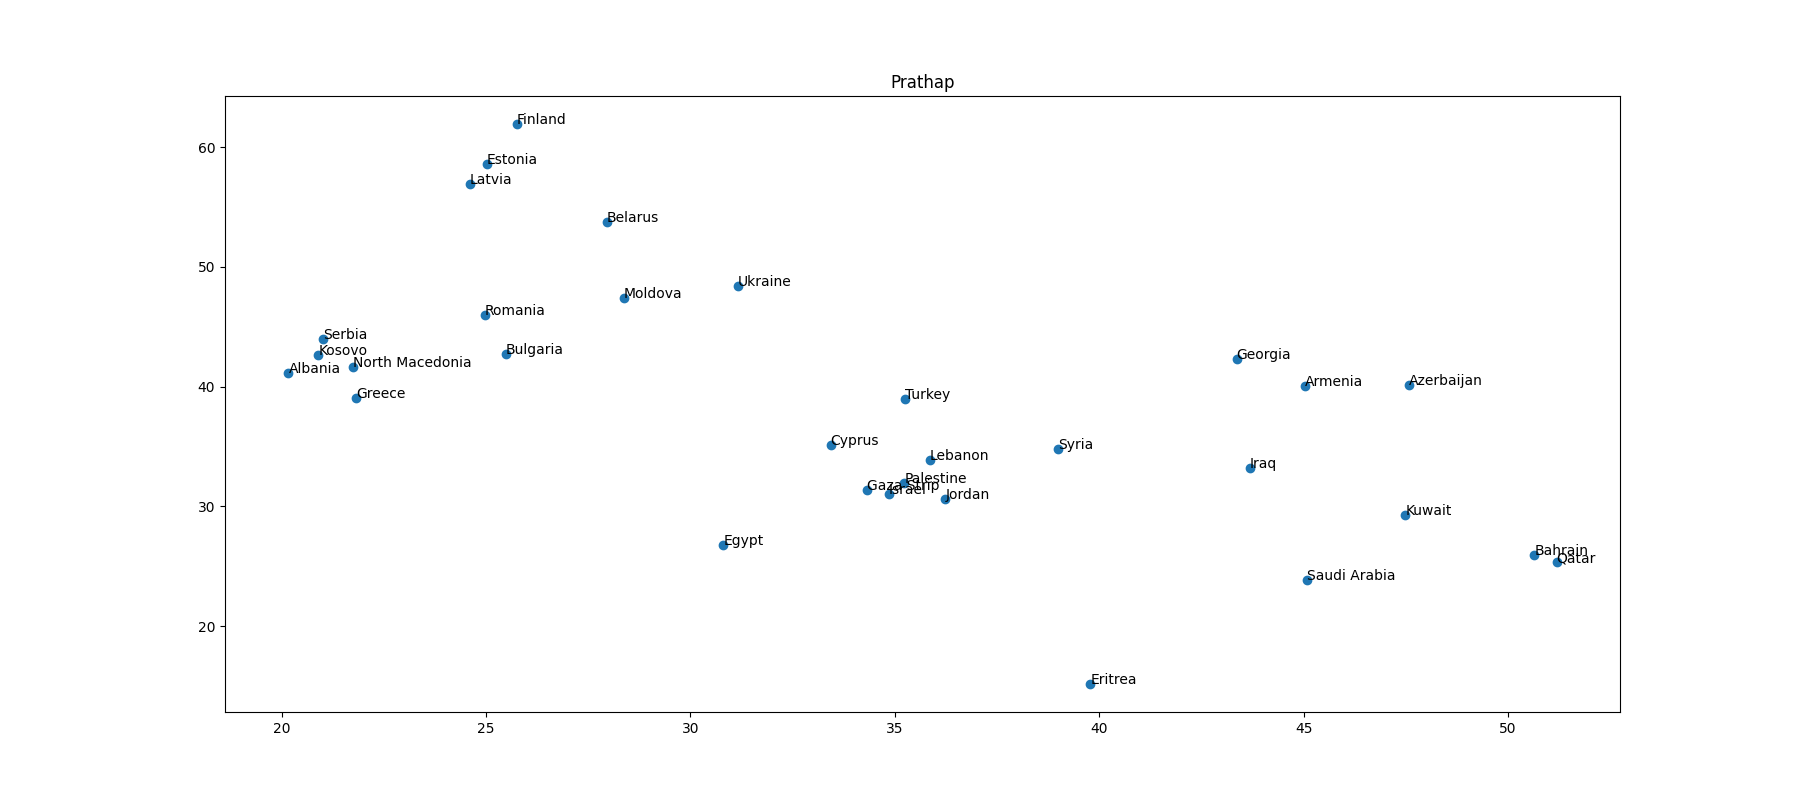 Prathap
Finland
60
Estonia
Latvia
Belarus
50
Ukraine
Moldova
Romania
Serbia
Kosovo
Bulgaria
Georgia
North Macedonia
Albania
40
Armenia
Azerbaijan
Greece
Turkey
Cyprus
Syria
Lebanon
Iraq
Palestine
Gaza Strip
Israel
Jordan
30
Kuwait
Egypt
Bahrain
Qatar
Saudi Arabia
20
Eritrea
20 25 30 35 40 45 50